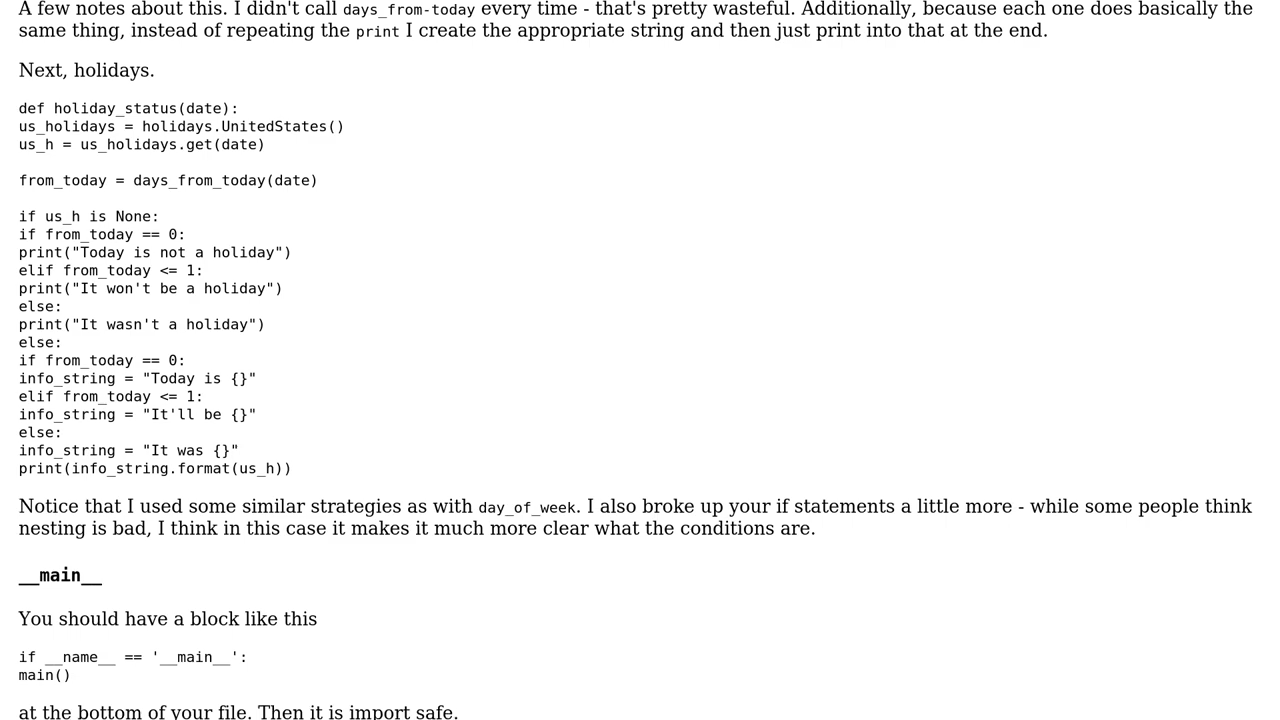 A few notes about this. I didn't call days_from-today every time - that's pretty wasteful. Additionally, because each one does basically the
same thing, instead of repeating the print I create the appropriate string and then just print into that at the end.
Next, holidays.
def holiday_status(date):
us_holidays = holidays.UnitedStates()
us_h = us_holidays.get(date)
from_today = days_from_today(date)
if us_h is None:
if from_today == 0:
print("Today is not a holiday")
elif from_today <= 1:
print("It won't be a holiday")
else:
print("It wasn't a holiday")
else:
if from_today == 0:
info_string = "Today is {}"
elif from_today <= 1:
info_string = "It'll be {}"
else:
info_string = "It was {}"
print(info_string.format(us_h))
Notice that I used some similar strategies as with day_of_week. I also broke up your if statements a little more - while some people think
nesting is bad, I think in this case it makes it much more clear what the conditions are.
__main__
You should have a block like this
if __name__ == '__main__':
main()
at the bottom of your file. Then it is import safe.